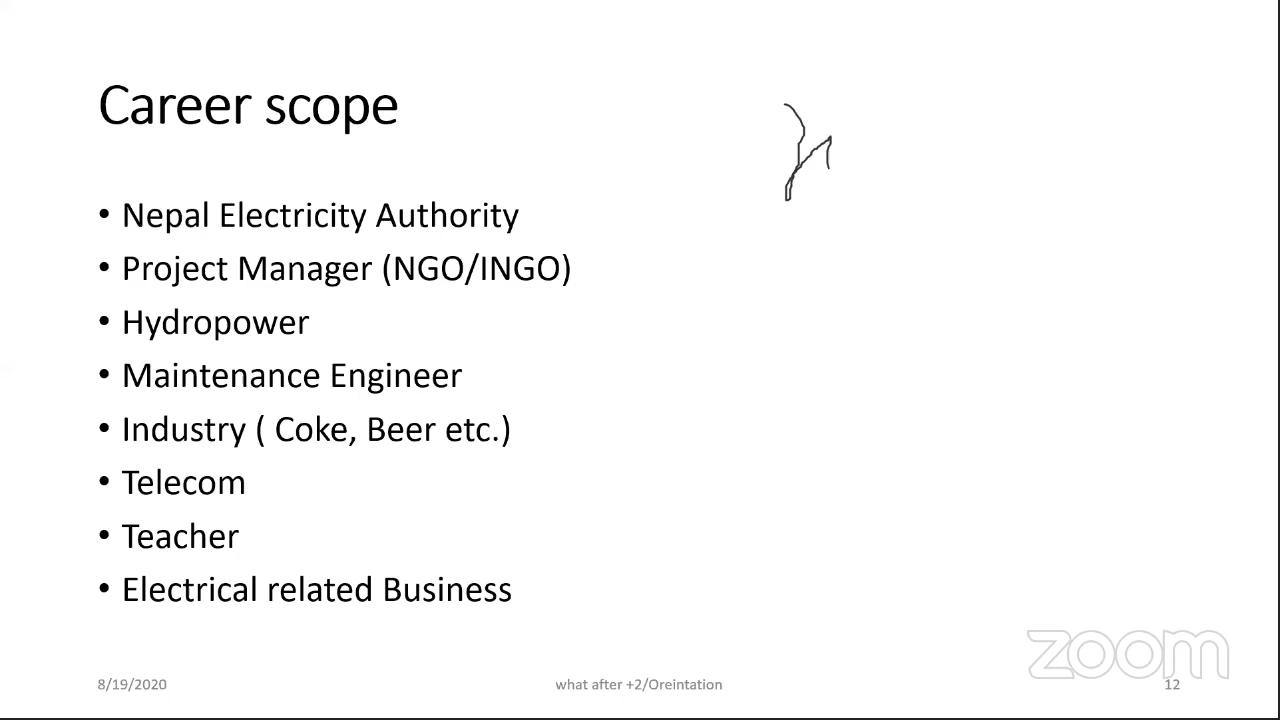 Career scope
• Nepal Electricity Authority
• Project Manager (NGO/INGO)
• Hydropower
• Maintenance Engineer
• Industry ( Coke, Beer etc.)
• Telecom
• Teacher
• Electrical related Business
zoom
8/19/2020
what after +2/Oreintation
12